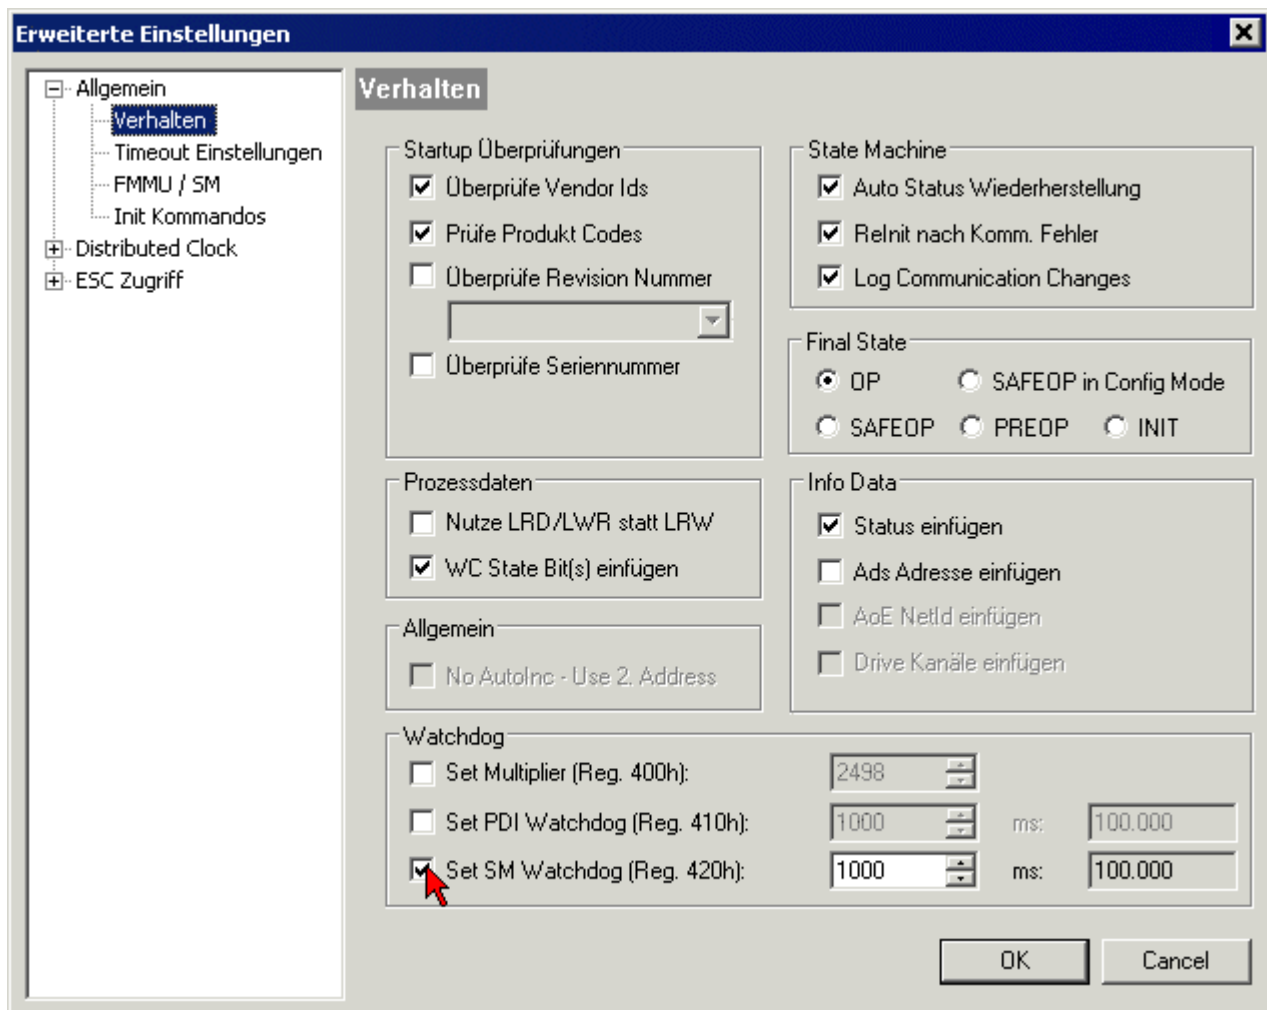 Erweiterte Einstellungen
Allgemein
Verhalten
Timeout Einstellungen
FMMU / SM
Init Kommandos
Distributed Clock
ESC Zugriff
Verhalten
Startup Überprüfungen
Überprüfe Vendor Ids
Prüfe Produkt Codes
Überprüfe Revision Nummer
Überprüfe Seriennummer
State Machine
Auto Status Wiederherstellung
ReInit nach Komm. Fehler
Log Communication Changes
Final State
OP SAFEOP in Config Mode
SAFEOP PREOP INIT
Prozessdaten
Nutze LRD/LWR statt LRW
WC State Bit(s) einfügen
Info Data
Status einfügen
Ads Adresse einfügen
AoE NetId einfügen
Drive Kanäle einfügen
Allgemein
No AutoInc - Use 2. Address
Watchdog
Set Multiplier (Reg. 400h): 2498
Set PDI Watchdog (Reg. 410h): 1000 ms: 100.000
Set SM Watchdog (Reg. 420h): 1000 ms: 100.000
OK Cancel